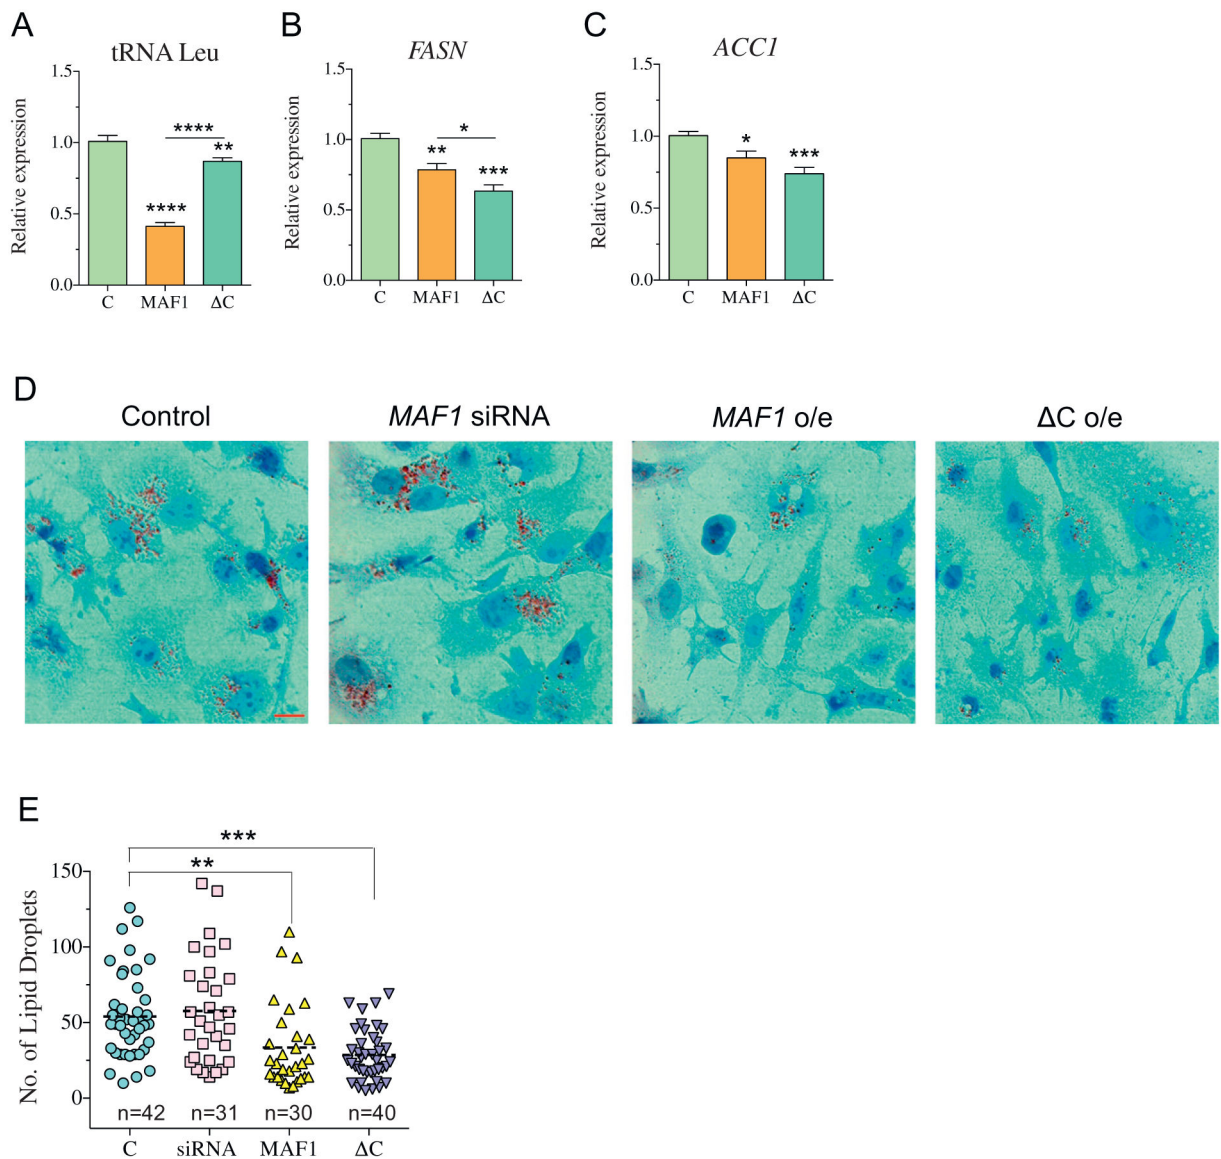 A
tRNA Leu
Relative expression
1.5
1.0
0.5
0.0
****
****
**
C
MAF1
ΔC
B
FASN
Relative expression
1.5
1.0
0.5
0.0
*
**
***
C
MAF1
ΔC
C
ACC1
Relative expression
1.5
1.0
0.5
0.0
*
***
C
MAF1
ΔC
D
Control
MAF1 siRNA
MAF1 o/e
ΔC o/e
E
No. of Lipid Droplets
150
100
50
0
***
**
n=42
n=31
n=30
n=40
C
siRNA
MAF1
ΔC